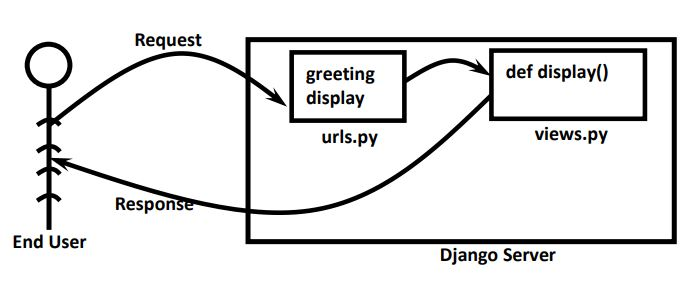 Request
greeting
display
def display()
urls.py
views.py
Response
End User
Django Server